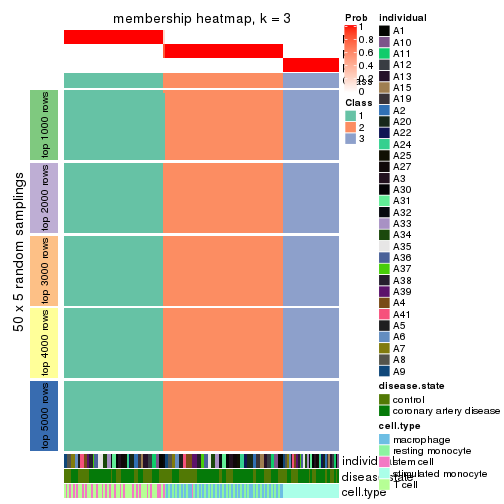 membership heatmap, k = 3
50 x 5 random samplings
top 1000 rows
top 2000 rows
top 3000 rows
top 4000 rows
top 5000 rows
individual
disease.state
cell.type
Prob
1
0.8
0.6
0.4
0.2
0
Class
1
2
3
individual
A1
A10
A11
A12
A13
A15
A19
A2
A20
A22
A24
A25
A27
A3
A30
A31
A32
A33
A34
A35
A36
A37
A38
A39
A4
A41
A5
A6
A7
A8
A9
disease.state
control
coronary artery disease
cell.type
macrophage
resting monocyte
stem cell
stimulated monocyte
T cell